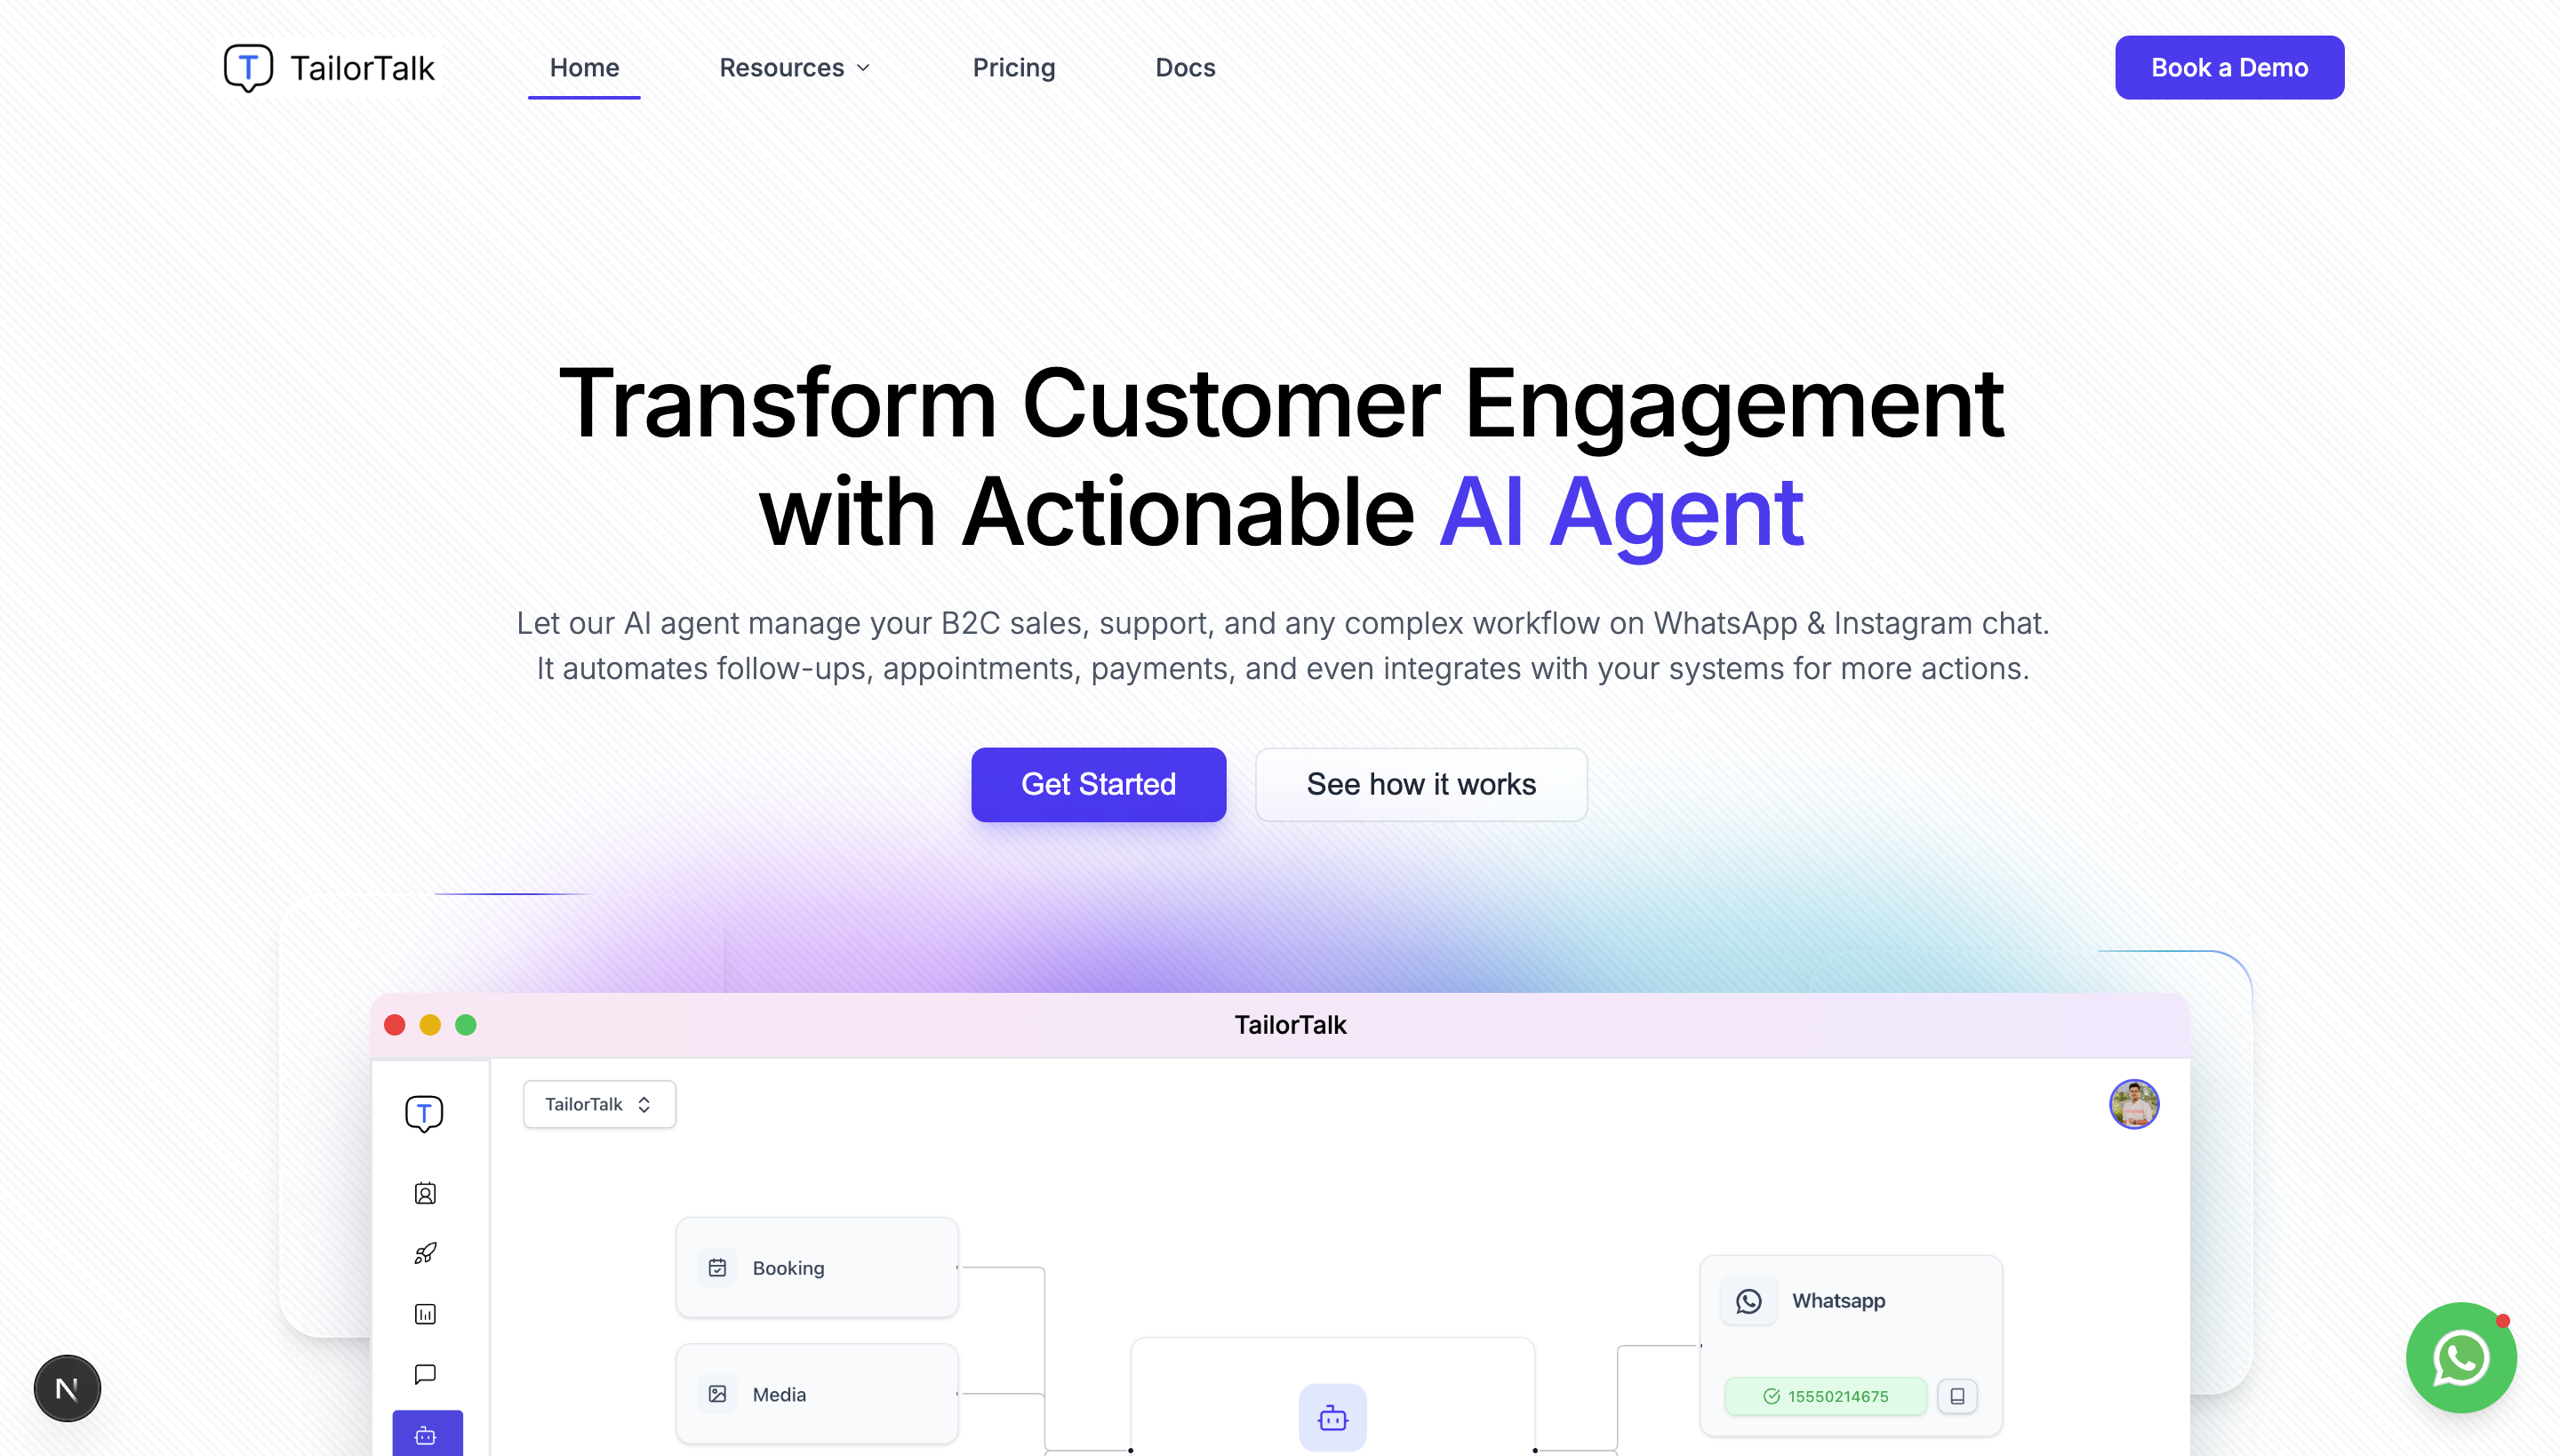 TailorTalk
Home
Resources
Pricing
Docs
Book a Demo
Transform Customer Engagement
with Actionable AI Agent
Let our AI agent manage your B2C sales, support, and any complex workflow on WhatsApp & Instagram chat.
It automates follow-ups, appointments, payments, and even integrates with your systems for more actions.
Get Started
See how it works
TailorTalk
T
TailorTalk
Booking
Media
Whatsapp
15550214675
N